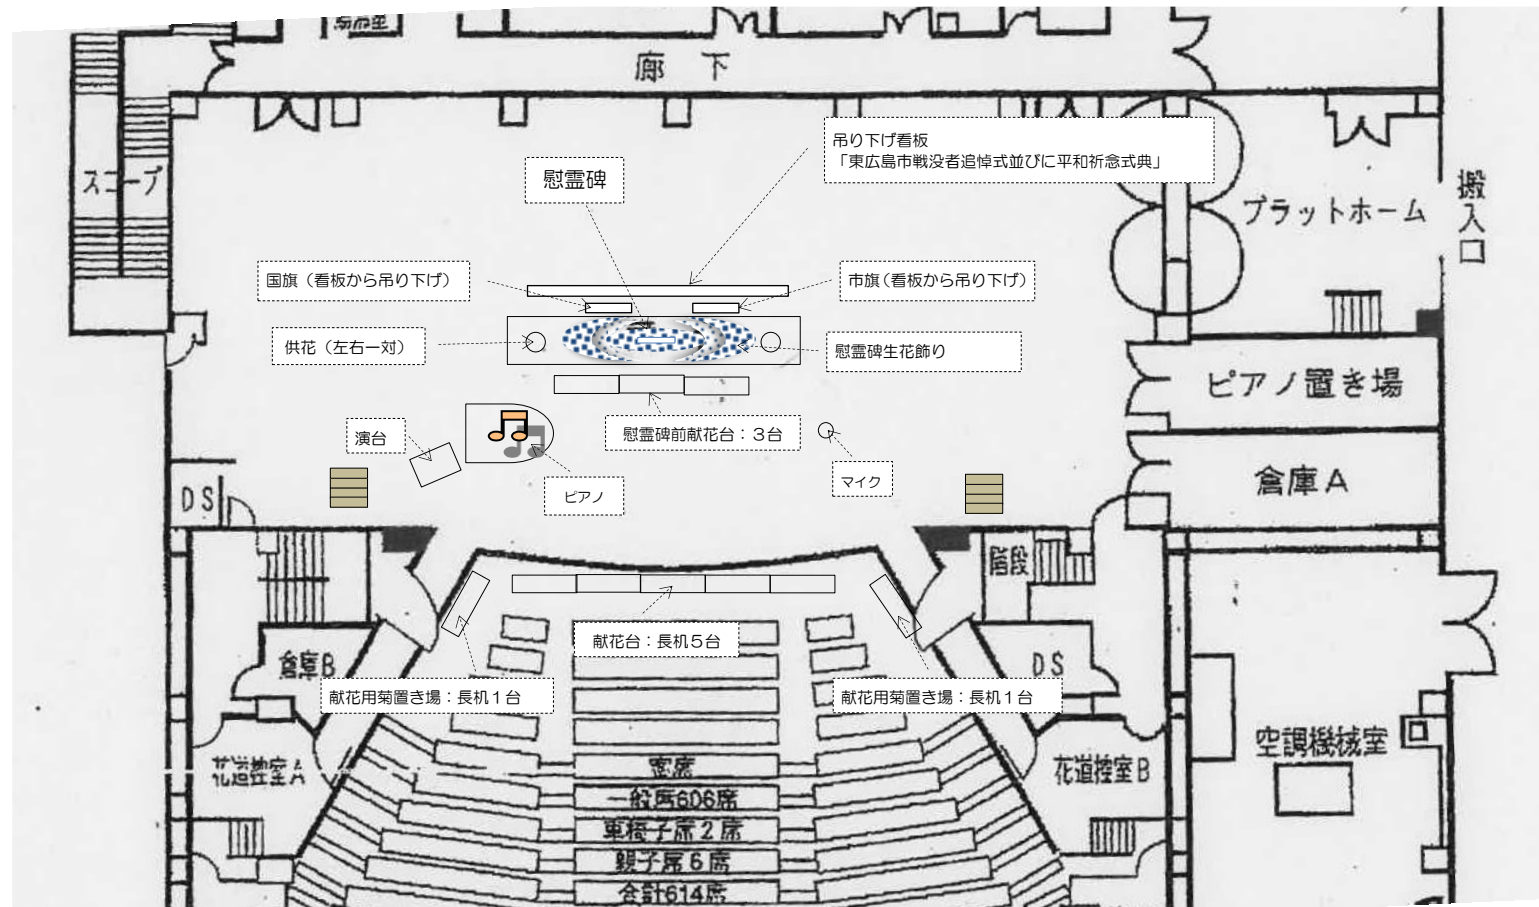 廊 下
吊り下げ看板
「東広島市戦没者追悼式並びに平和祈念式典」
慰霊碑
スコープ
プラットホーム
搬入口
国旗（看板から吊り下げ）
市旗（看板から吊り下げ）
供花（左右一対）
慰霊碑生花飾り
ピアノ置き場
演台
慰霊碑前献花台：３台
マイク
ピアノ
倉庫A
DS
階段
献花台：長机５台
倉庫B
DS
献花用菊置き場：長机１台
献花用菊置き場：長机１台
空調機械室
花道控室A
花道控室B
客席
一般席606席
車椅子席2席
親子席6席
合計614席